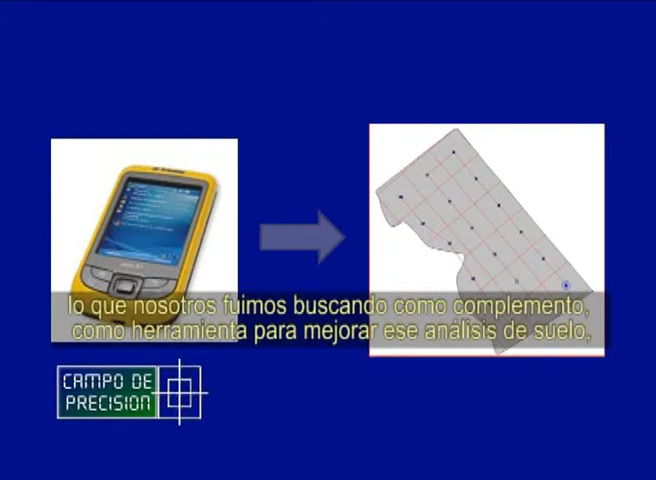 lo que nosotros fuimos buscando como complemento,
como herramienta para mejorar ese análisis de suelo,
CAMPO DE
PRECISION